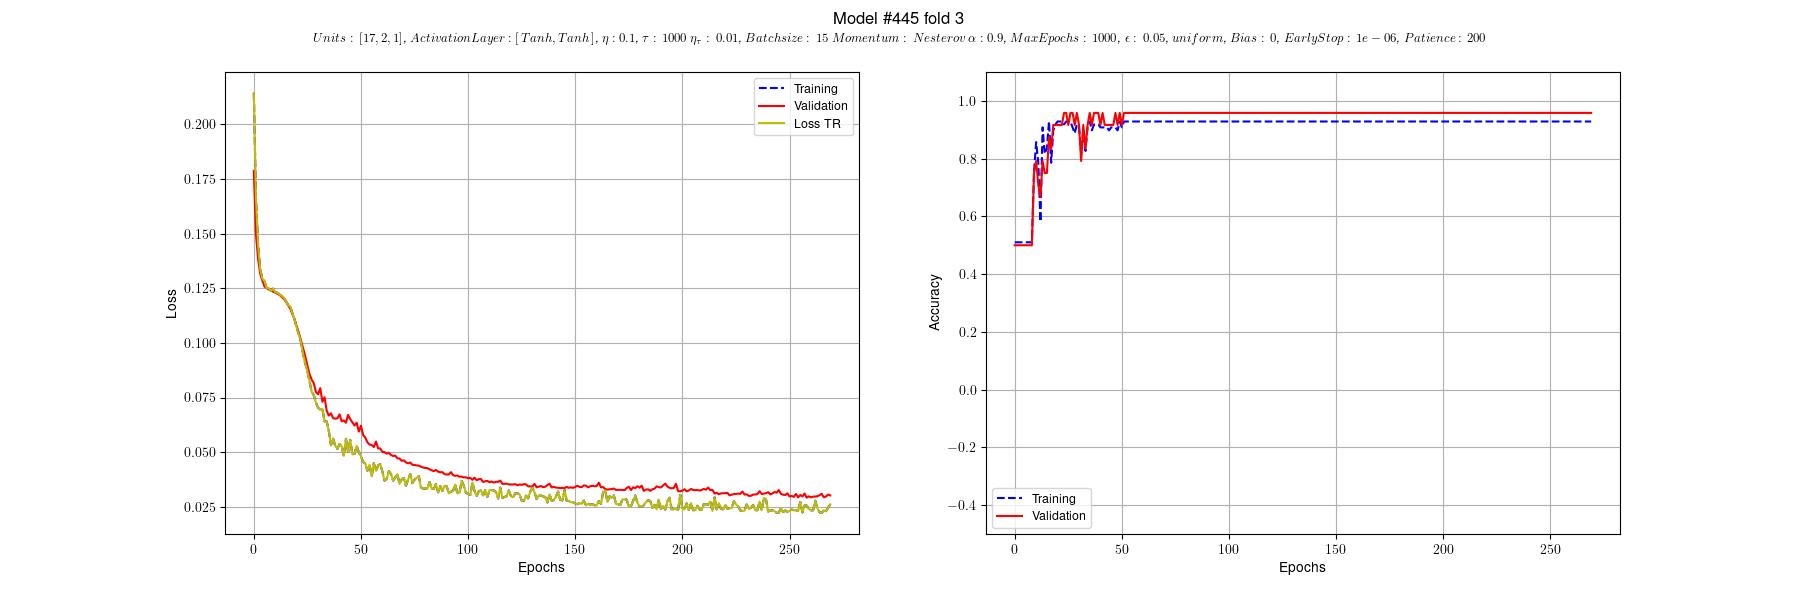 Model #445 fold 3
Units : [17, 2, 1], ActivationLayer : [Tanh, Tanh], η : 0.1, τ : 1000 ητ : 0.01, Batchsize : 15 Momentum : Nesterov α : 0.9, MaxEpochs : 1000, ϵ : 0.05, uniform, Bias : 0, EarlyStop : 1e − 06, Patience : 200
Training
Validation
Loss TR
0.200
0.175
0.150
0.125
0.100
0.075
0.050
0.025
Loss
0 50 100 150 200 250
Epochs
1.0
0.8
0.6
0.4
0.2
0.0
−0.2
−0.4
Accuracy
Training
Validation
0 50 100 150 200 250
Epochs